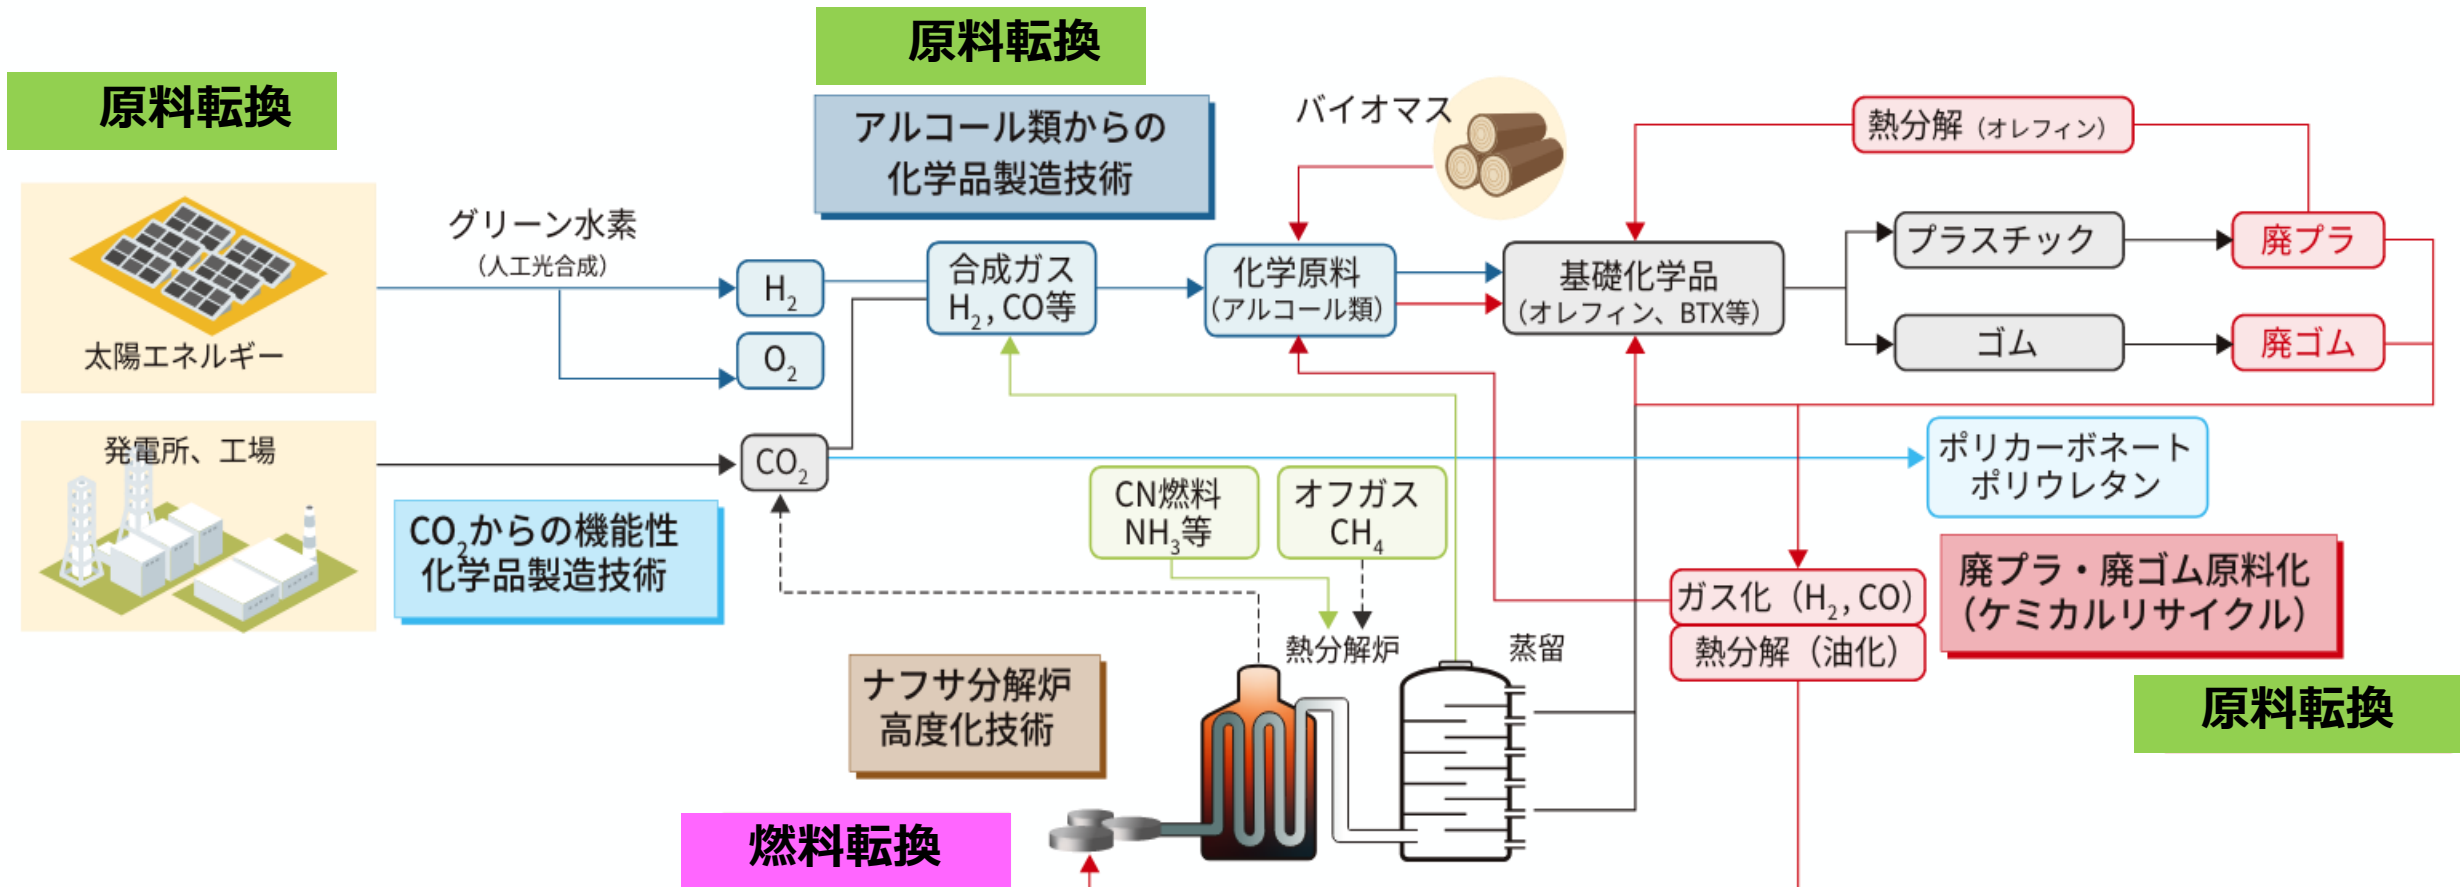 原料転換
原料転換
アルコール類からの
化学品製造技術
バイオマス
熱分解（オレフィン）
グリーン水素
（人工光合成）
太陽エネルギー
H₂
O₂
合成ガス
H₂, CO等
化学原料
（アルコール類）
基礎化学品
（オレフィン、BTX等）
プラスチック
廃プラ
ゴム
廃ゴム
発電所、工場
CO₂
ポリカーボネート
ポリウレタン
CO₂からの機能性
化学品製造技術
CN燃料
NH₃等
オフガス
CH₄
ガス化（H₂, CO）
熱分解（油化）
廃プラ・廃ゴム原料化
（ケミカルリサイクル）
熱分解炉
蒸留
ナフサ分解炉
高度化技術
原料転換
燃料転換